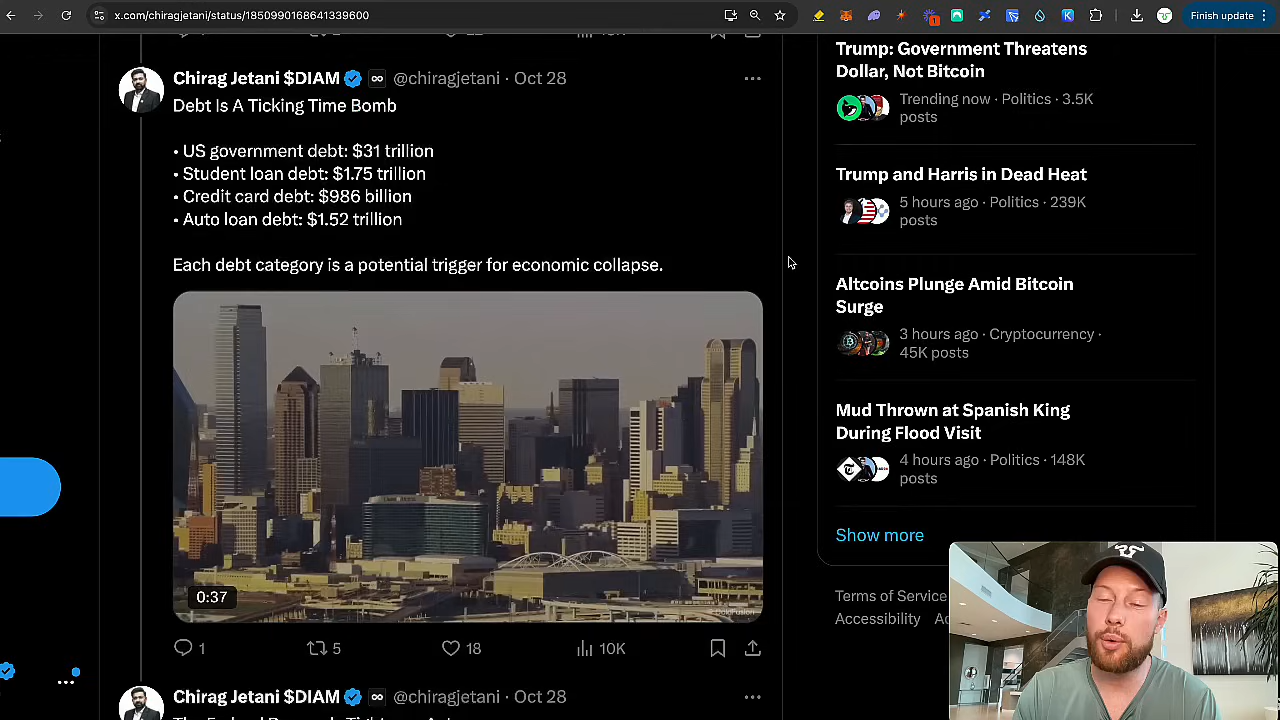 x.com/chiragjetani/status/1850990168641339600
Finish update
Chirag Jetani $DIAM @chiragjetani · Oct 28
Debt Is A Ticking Time Bomb
• US government debt: $31 trillion
• Student loan debt: $1.75 trillion
• Credit card debt: $986 billion
• Auto loan debt: $1.52 trillion
Each debt category is a potential trigger for economic collapse.
0:37
1
5
18
10K
Chirag Jetani $DIAM @chiragjetani · Oct 28
Trump: Government Threatens
Dollar, Not Bitcoin
Trending now · Politics · 3.5K
posts
Trump and Harris in Dead Heat
5 hours ago · Politics · 239K
posts
Altcoins Plunge Amid Bitcoin
Surge
3 hours ago · Cryptocurrency ·
45K posts
Mud Thrown at Spanish King
During Flood Visit
4 hours ago · Politics · 148K
posts
Show more
Terms of Service
Accessibility